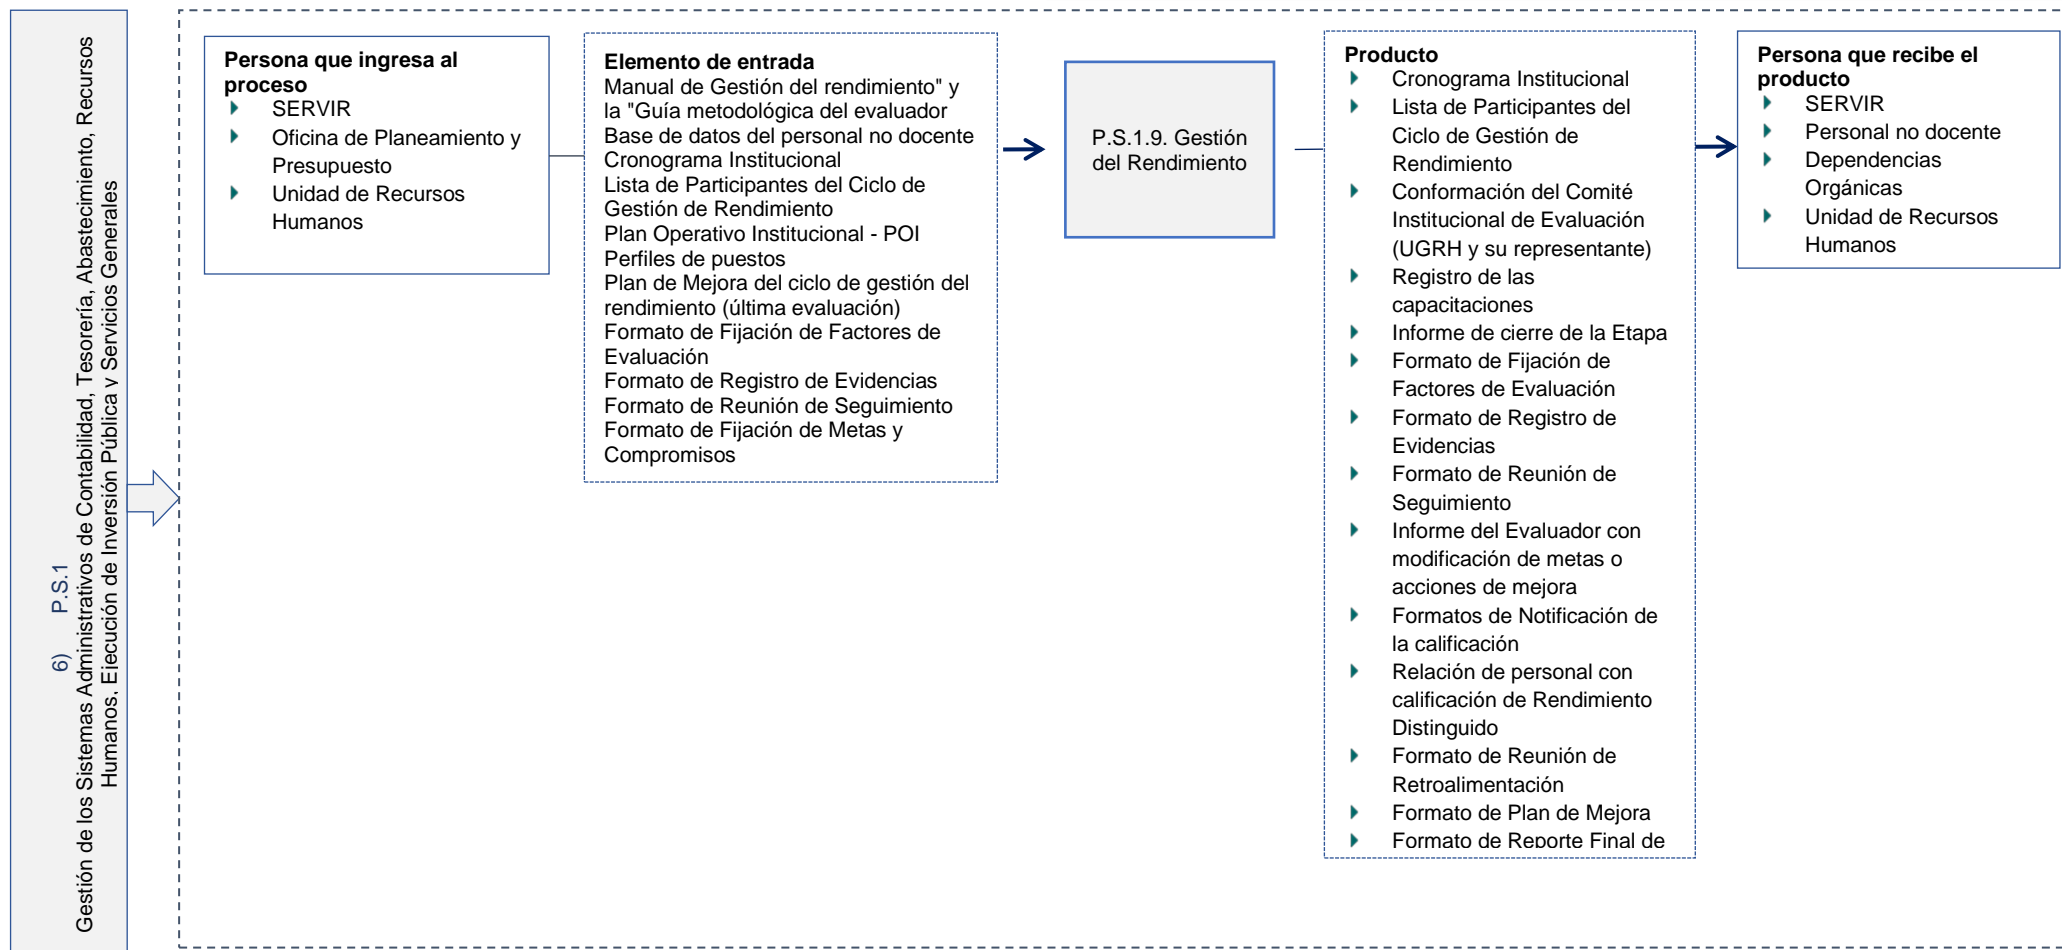 6) P.S.1
Gestión de los Sistemas Administrativos de Contabilidad, Tesorería, Abastecimiento, Recursos
Humanos, Ejecución de Inversión Pública y Servicios Generales
Persona que ingresa al
proceso
SERVIR
Oficina de Planeamiento y
Presupuesto
Unidad de Recursos
Humanos
Elemento de entrada
Manual de Gestión del rendimiento" y
la "Guía metodológica del evaluador
Base de datos del personal no docente
Cronograma Institucional
Lista de Participantes del Ciclo de
Gestión de Rendimiento
Plan Operativo Institucional - POI
Perfiles de puestos
Plan de Mejora del ciclo de gestión del
rendimiento (última evaluación)
Formato de Fijación de Factores de
Evaluación
Formato de Registro de Evidencias
Formato de Reunión de Seguimiento
Formato de Fijación de Metas y
Compromisos
P.S.1.9. Gestión
del Rendimiento
Producto
Cronograma Institucional
Lista de Participantes del
Ciclo de Gestión de
Rendimiento
Conformación del Comité
Institucional de Evaluación
(UGRH y su representante)
Registro de las
capacitaciones
Informe de cierre de la Etapa
Formato de Fijación de
Factores de Evaluación
Formato de Registro de
Evidencias
Formato de Reunión de
Seguimiento
Informe del Evaluador con
modificación de metas o
acciones de mejora
Formatos de Notificación de
la calificación
Relación de personal con
calificación de Rendimiento
Distinguido
Formato de Reunión de
Retroalimentación
Formato de Plan de Mejora
Formato de Reporte Final de
Persona que recibe el
producto
SERVIR
Personal no docente
Dependencias
Orgánicas
Unidad de Recursos
Humanos